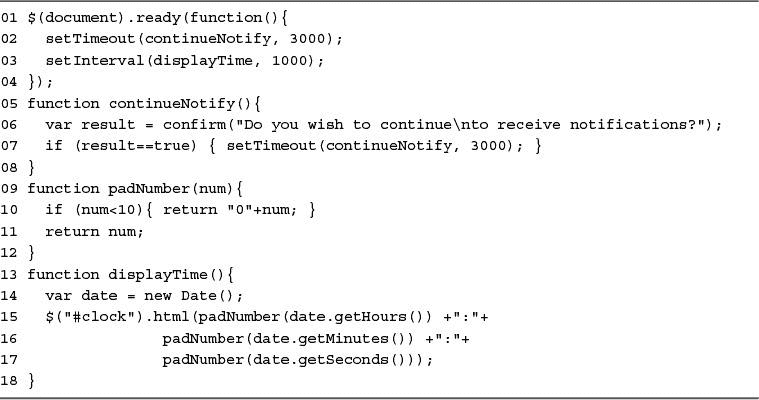 01 $(document).ready(function(){
02   setTimeout(continueNotify, 3000);
03   setInterval(displayTime, 1000);
04 });
05 function continueNotify(){
06   var result = confirm("Do you wish to continue\nto receive notifications?");
07   if (result==true) { setTimeout(continueNotify, 3000); }
08 }
09 function padNumber(num){
10   if (num<10){ return "0"+num; }
11   return num;
12 }
13 function displayTime(){
14   var date = new Date();
15   $("#clock").html(padNumber(date.getHours()) +":"+
16                padNumber(date.getMinutes()) +":"+
17                padNumber(date.getSeconds()));
18 }